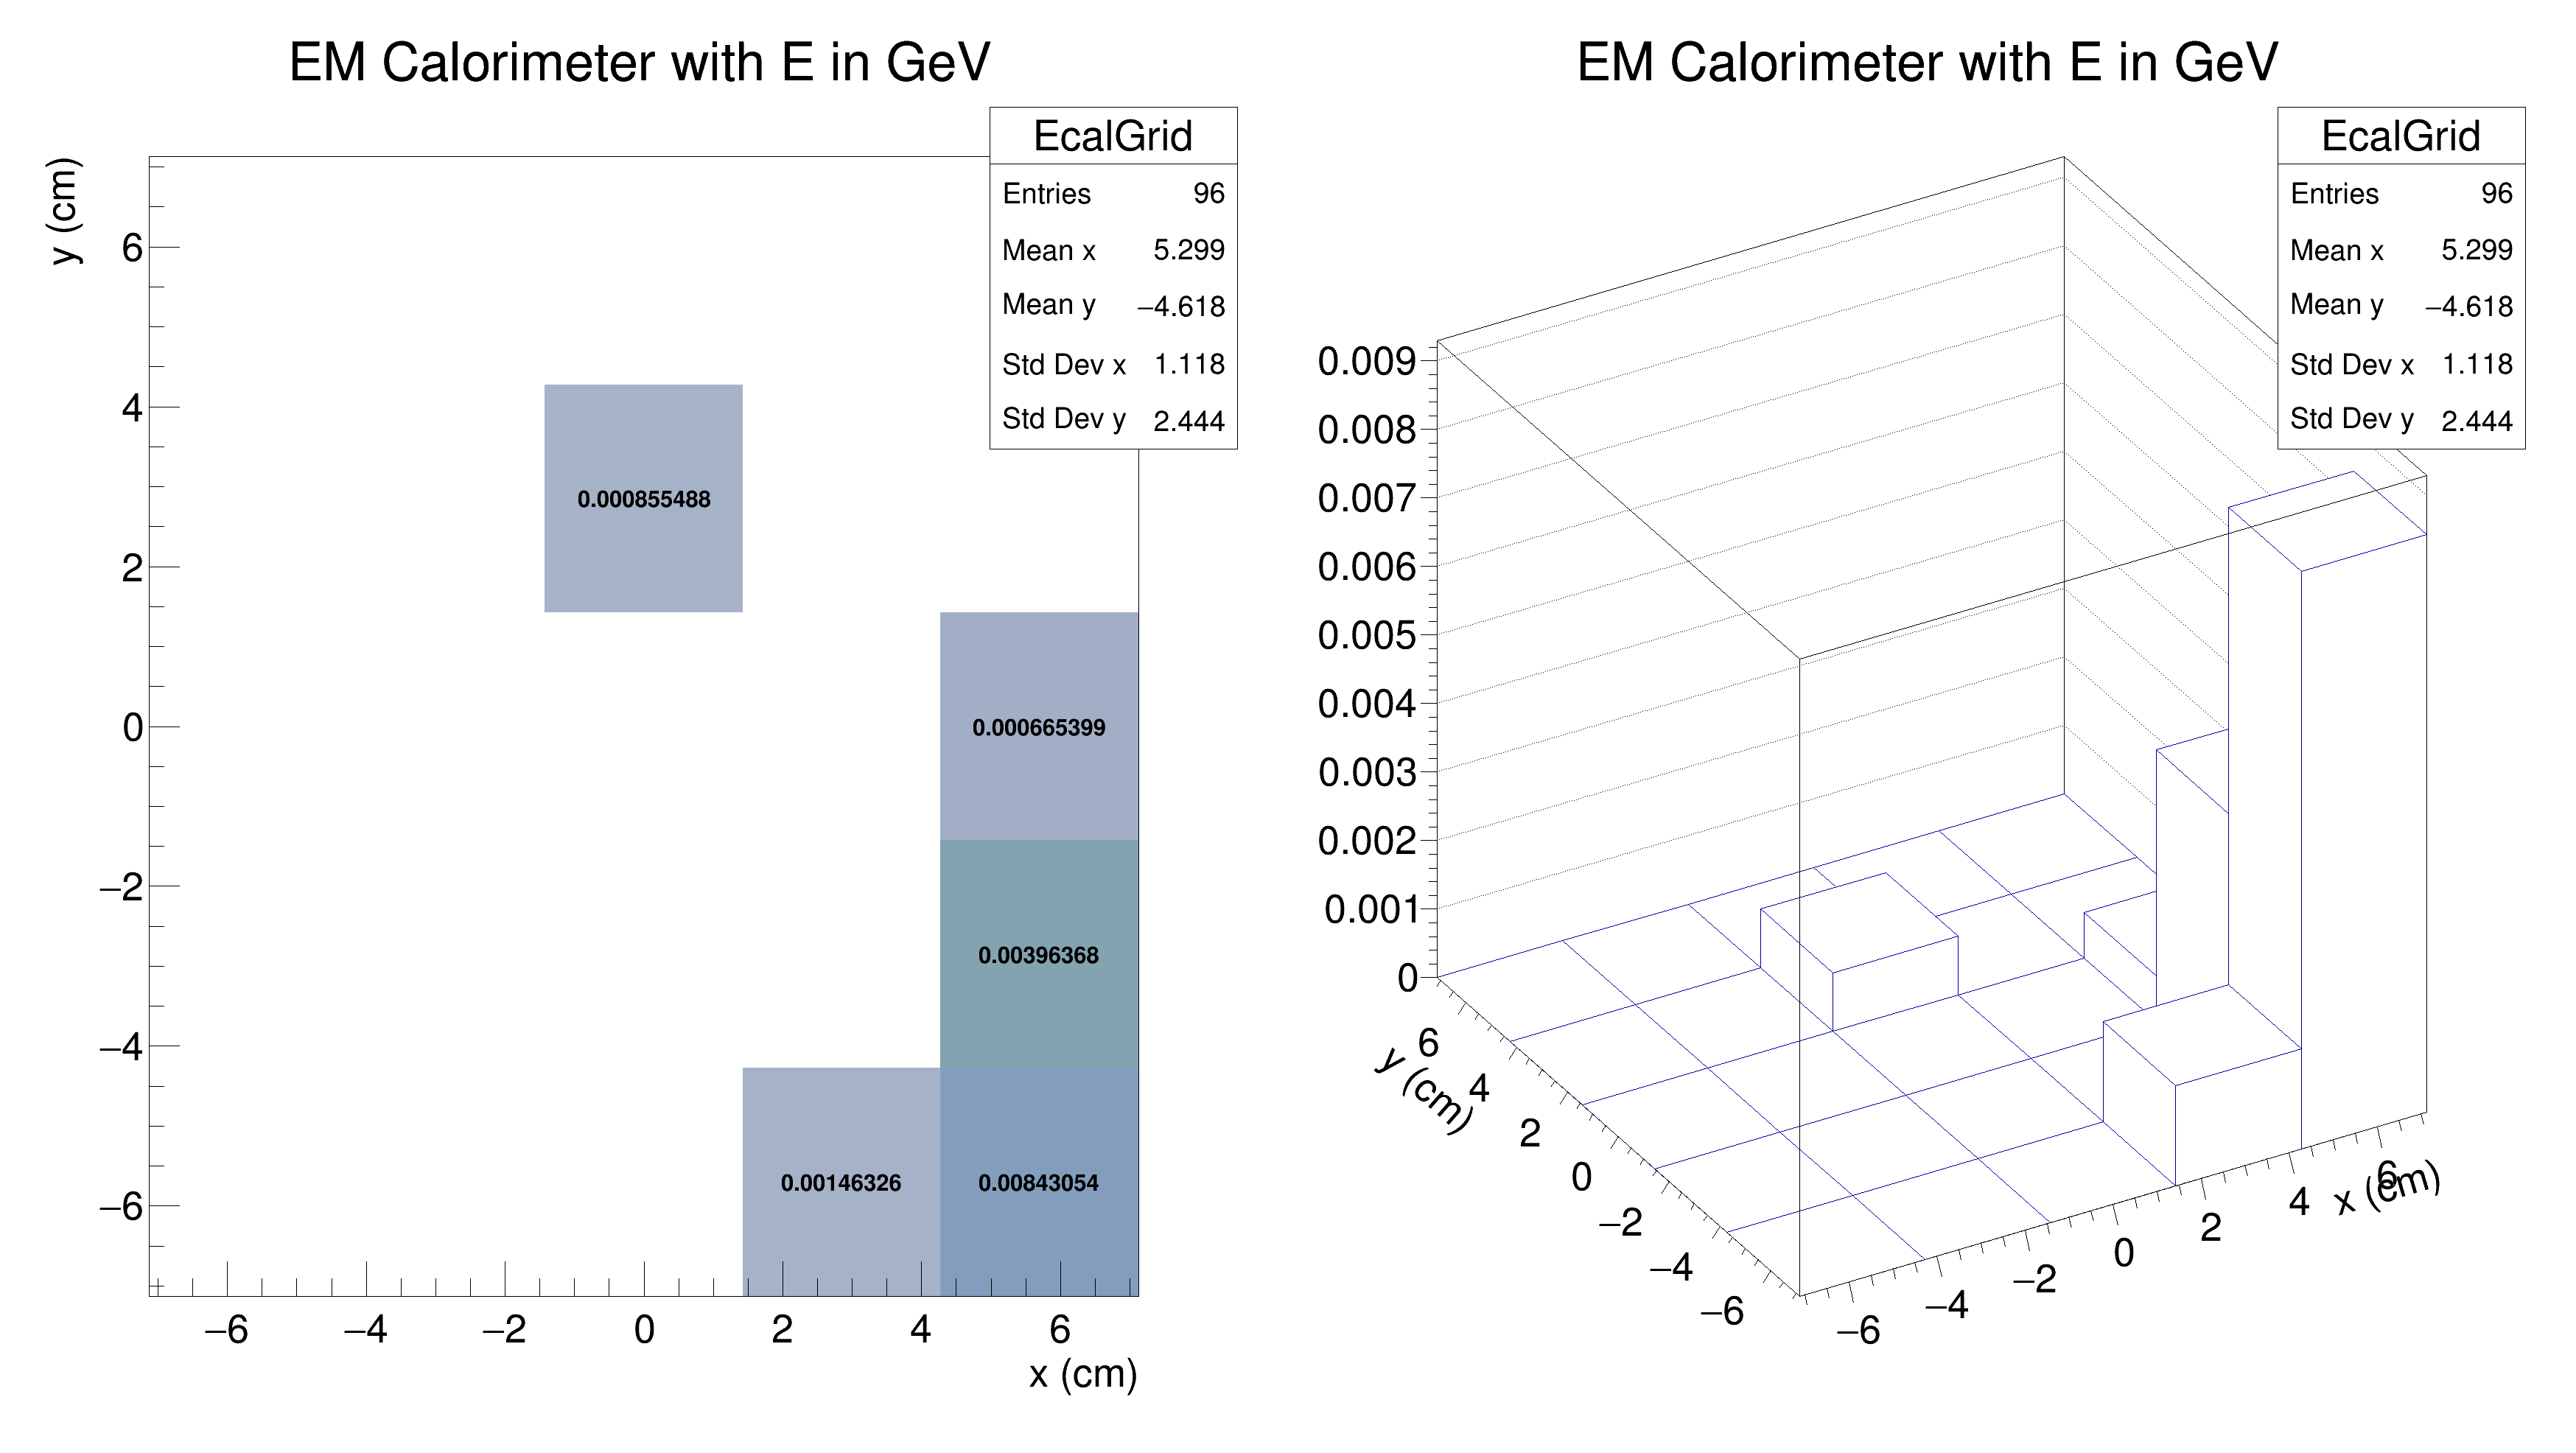 EM Calorimeter with E in GeV
EcalGrid
Entries 96
Mean x 5.299
Mean y −4.618
Std Dev x 1.118
Std Dev y 2.444
y (cm)
6
4
2
0
−2
−4
−6
0.000855488
0.000665399
0.00396368
0.00146326
0.00843054
−6 −4 −2 0 2 4 6
x (cm)
EM Calorimeter with E in GeV
EcalGrid
Entries 96
Mean x 5.299
Mean y −4.618
Std Dev x 1.118
Std Dev y 2.444
0.009
0.008
0.007
0.006
0.005
0.004
0.003
0.002
0.001
0
y (cm)
6
4
2
0
−2
−4
−6
−6
−4
−2
0
2
4
6
x (cm)